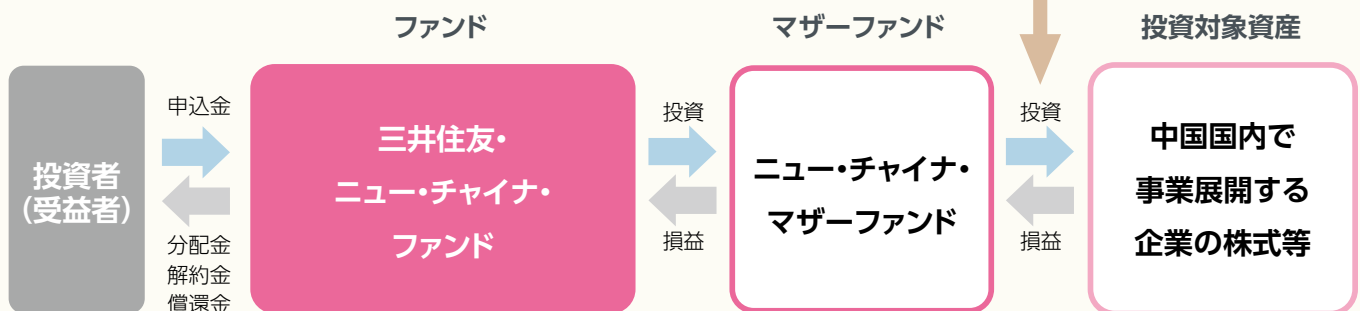 ファンド
マザーファンド
投資対象資産
投資者
(受益者)
申込金
分配金
解約金
償還金
三井住友・
ニュー・チャイナ・
ファンド
投資
損益
ニュー・チャイナ・
マザーファンド
投資
損益
中国国内で
事業展開する
企業の株式等